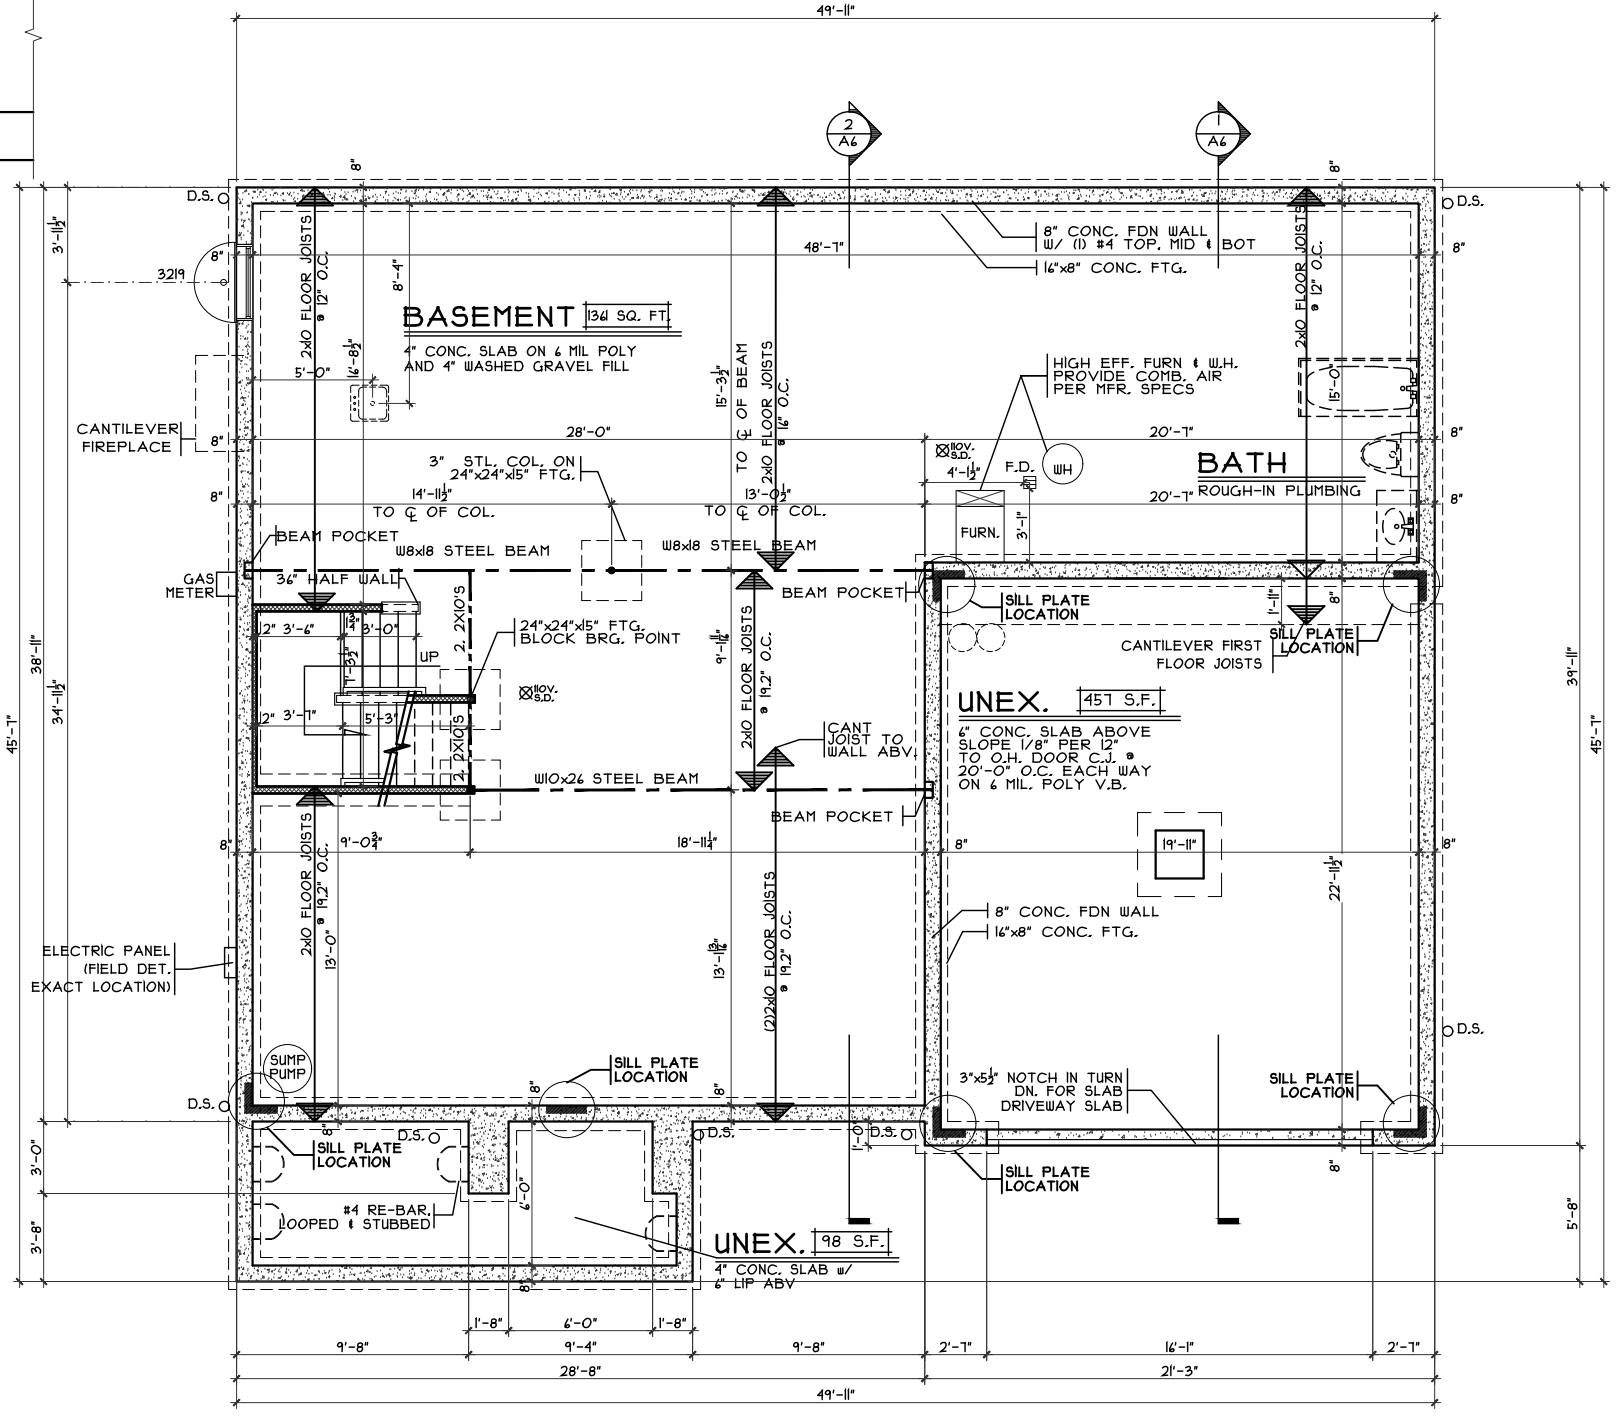 49'-11"
2
A6
1
A6
8"
8"
D.S.
D.S.
3'-11½"
8"
48'-7"
8"
8" CONC. FDN WALL
W/ (1) #4 TOP, MID & BOT
16"x8" CONC. FTG.
3219
2x10 FLOOR JOISTS
@ 12" O.C.
8'-4"
2x10 FLOOR JOISTS
@ 12" O.C.
BASEMENT 1361 SQ. FT.
4" CONC. SLAB ON 6 MIL POLY
AND 4" WASHED GRAVEL FILL
5'-0"
16'-8½"
15'-3½"
TO ℄ OF BEAM
2x10 FLOOR JOISTS
@ 16" O.C.
HIGH EFF. FURN & W.H.
PROVIDE COMB. AIR
PER MFR. SPECS
15'-0"
CANTILEVER
FIREPLACE
8"
28'-0"
20'-7"
8"
3" STL. COL. ON
24"x24"x15" FTG.
110V.
S.D.
4'-1½"
F.D.
WH
BATH
ROUGH-IN PLUMBING
8"
14'-11½"
TO ℄ OF COL.
13'-0½"
TO ℄ OF COL.
20'-7"
8"
FURN.
3'-1"
BEAM POCKET
W8x18 STEEL BEAM
W8x18 STEEL BEAM
GAS
METER
36" HALF WALL
BEAM POCKET
SILL PLATE
LOCATION
8"
1'-11"
2" 3'-6"
3'-0"
UP
2, 2X10'S
24"x24"x15" FTG.
BLOCK BRG. POINT
2x10 FLOOR JOISTS
@ 19.2" O.C.
CANTILEVER FIRST
FLOOR JOISTS
SILL PLATE
LOCATION
38'-11"
34'-11½"
45'-7"
39'-11"
45'-7"
110V.
S.D.
2" 3'-7"
5'-3"
2, 2X10'S
CANT
JOIST TO
WALL ABV.
UNEX. 457 S.F.
6" CONC. SLAB ABOVE
SLOPE 1/8" PER 12"
TO O.H. DOOR C.J. @
20'-0" O.C. EACH WAY
ON 6 MIL. POLY V.B.
W10x26 STEEL BEAM
BEAM POCKET
8"
9'-0¾"
18'-11¼"
8"
19'-11"
8"
2x10 FLOOR JOISTS
@ 19.2" O.C.
13'-0"
(2)2x10 FLOOR JOISTS
@ 19.2" O.C.
22'-11½"
8" CONC. FDN WALL
16"x8" CONC. FTG.
ELECTRIC PANEL
(FIELD DET.
EXACT LOCATION)
D.S.
SUMP
PUMP
SILL PLATE
LOCATION
3"x5½" NOTCH IN TURN
DN. FOR SLAB
DRIVEWAY SLAB
SILL PLATE
LOCATION
D.S.
8"
8"
8"
D.S.
D.S.
1'-0"
D.S.
SILL PLATE
LOCATION
SILL PLATE
LOCATION
8"
3'-0"
#4 RE-BAR.
LOOPED & STUBBED
6'-0"
3'-8"
5'-8"
UNEX. 98 S.F.
4" CONC. SLAB W/
6" LIP ABV
8"
1'-8"
6'-0"
1'-8"
9'-8"
9'-4"
9'-8"
2'-7"
16'-1"
2'-7"
28'-8"
21'-3"
49'-11"